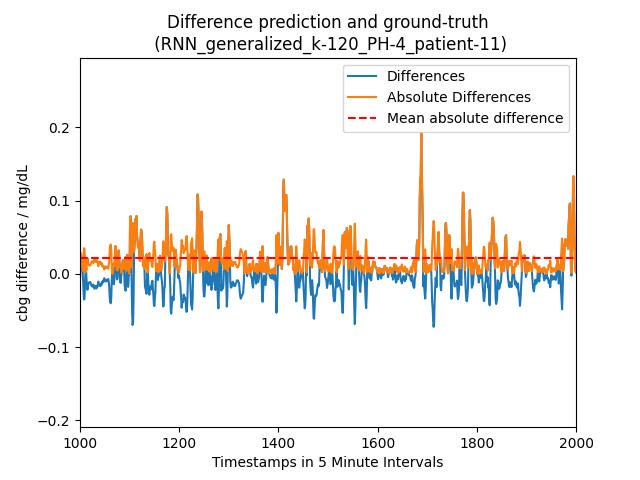 Difference prediction and ground-truth
(RNN_generalized_k-120_PH-4_patient-11)
Differences
Absolute Differences
Mean absolute difference
cbg difference / mg/dL
0.2
0.1
0.0
−0.1
−0.2
1000 1200 1400 1600 1800 2000
Timestamps in 5 Minute Intervals